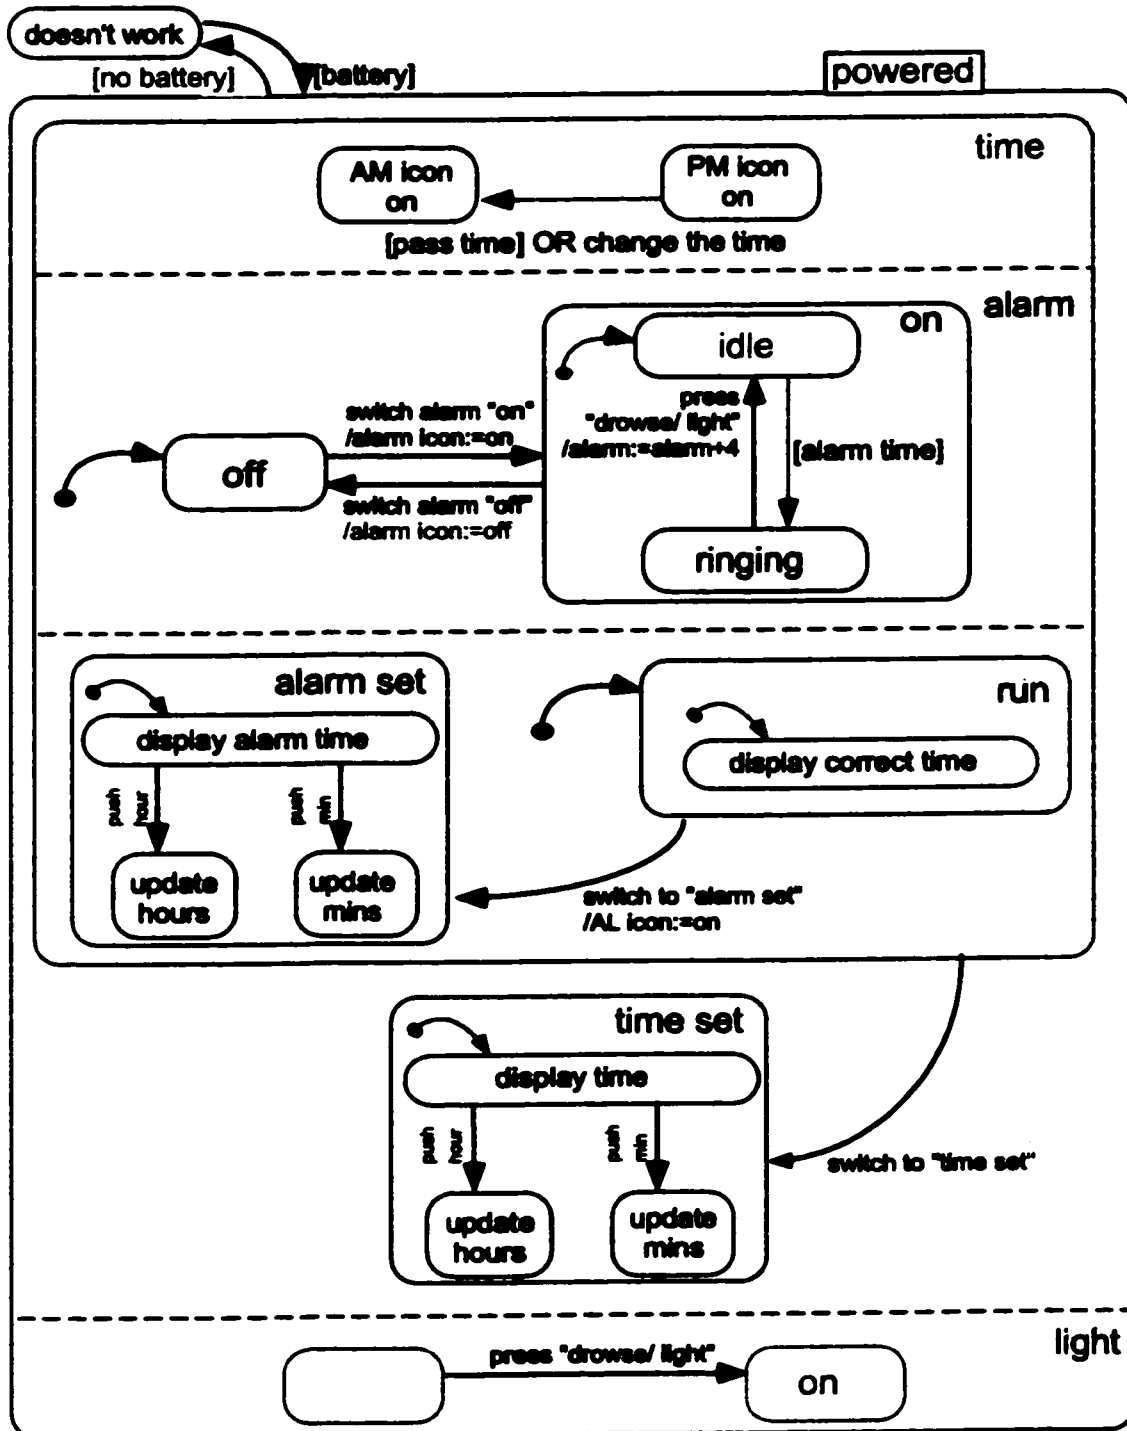 doesn't work
[no battery]
[battery]
powered
time
AM icon
on
PM icon
on
[pass time] OR change the time
alarm
on
idle
switch alarm "on"
/alarm icon:=on
press
"drowse/ light"
/alarm:=alarm+4
[alarm time]
off
switch alarm "off"
/alarm icon:=off
ringing
alarm set
run
display alarm time
display correct time
push
hour
push
min
update
hours
update
mins
switch to "alarm set"
/AL icon:=on
time set
display time
push
hour
push
min
switch to "time set"
update
hours
update
mins
light
press "drowse/ light"
on